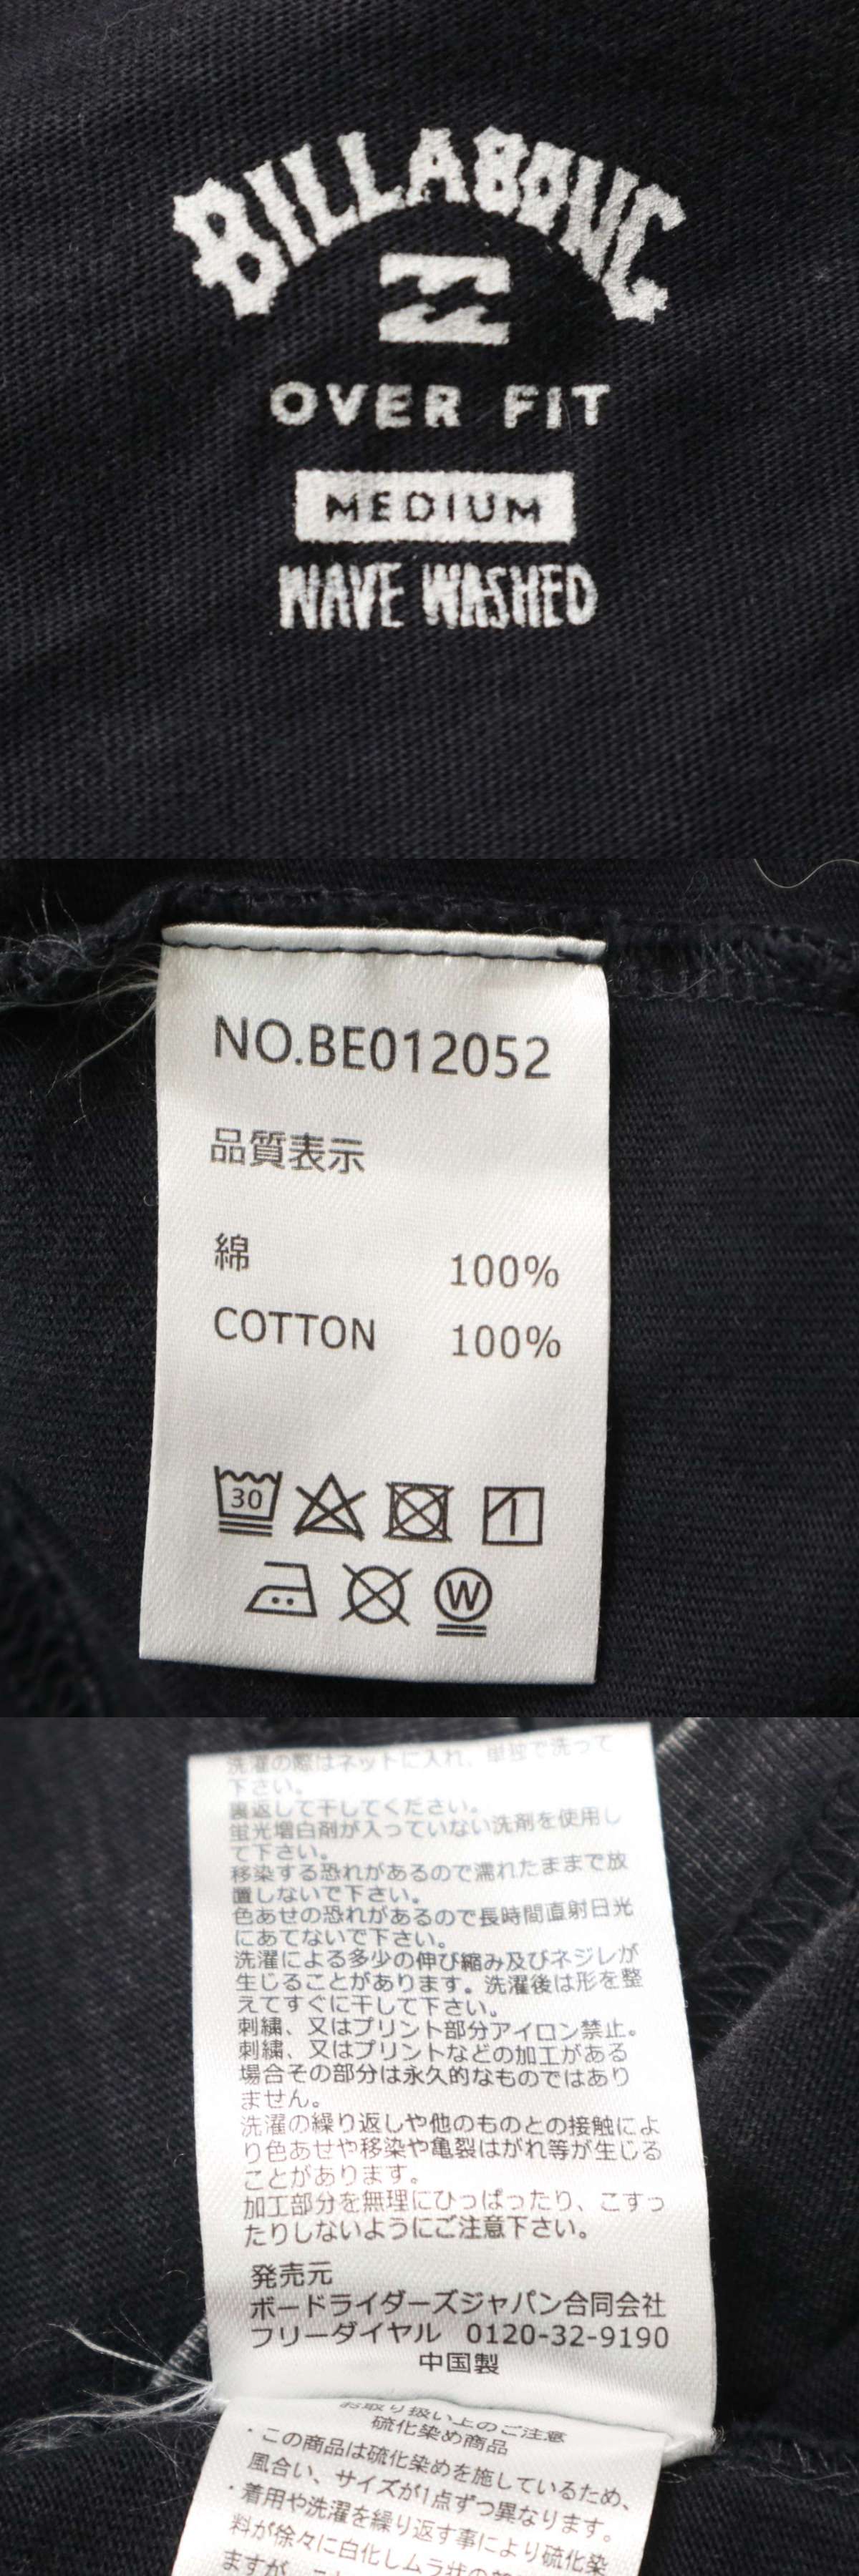 BILLABONG
OVER FIT
MEDIUM
WAVE WASHED
NO.BE012052
品質表示
綿 100%
COTTON 100%
30
W
洗濯の際はネットに入れ、単独で洗って
下さい。
裏返して干してください。
蛍光増白剤が入っていない洗剤を使用し
て下さい。
移染する恐れがあるので濡れたままで放
置しないで下さい。
色あせの恐れがあるので長時間直射日光
にあてないで下さい。
洗濯による多少の伸び縮み及びネジレが
生じることがあります。洗濯後は形を整
えてすぐに干して下さい。
刺繍、又はプリント部分アイロン禁止。
刺繍、又はプリントなどの加工がある
場合その部分は永久的なものではあり
ません。
洗濯の繰り返しや他のものとの接触によ
り色あせや移染や亀裂はがれ等が生じる
ことがあります。
加工部分を無理にひっぱったり、こすっ
たりしないようにご注意下さい。
発売元
ボードライダーズジャパン合同会社
フリーダイヤル 0120-32-9190
中国製
お取り扱い上のご注意
硫化染め商品
・この商品は硫化染めを施しているため、
風合い、サイズが1点ずつ異なります。
・着用や洗濯を繰り返す事により硫化染
料が徐々に白化しムラ状の
ますが、